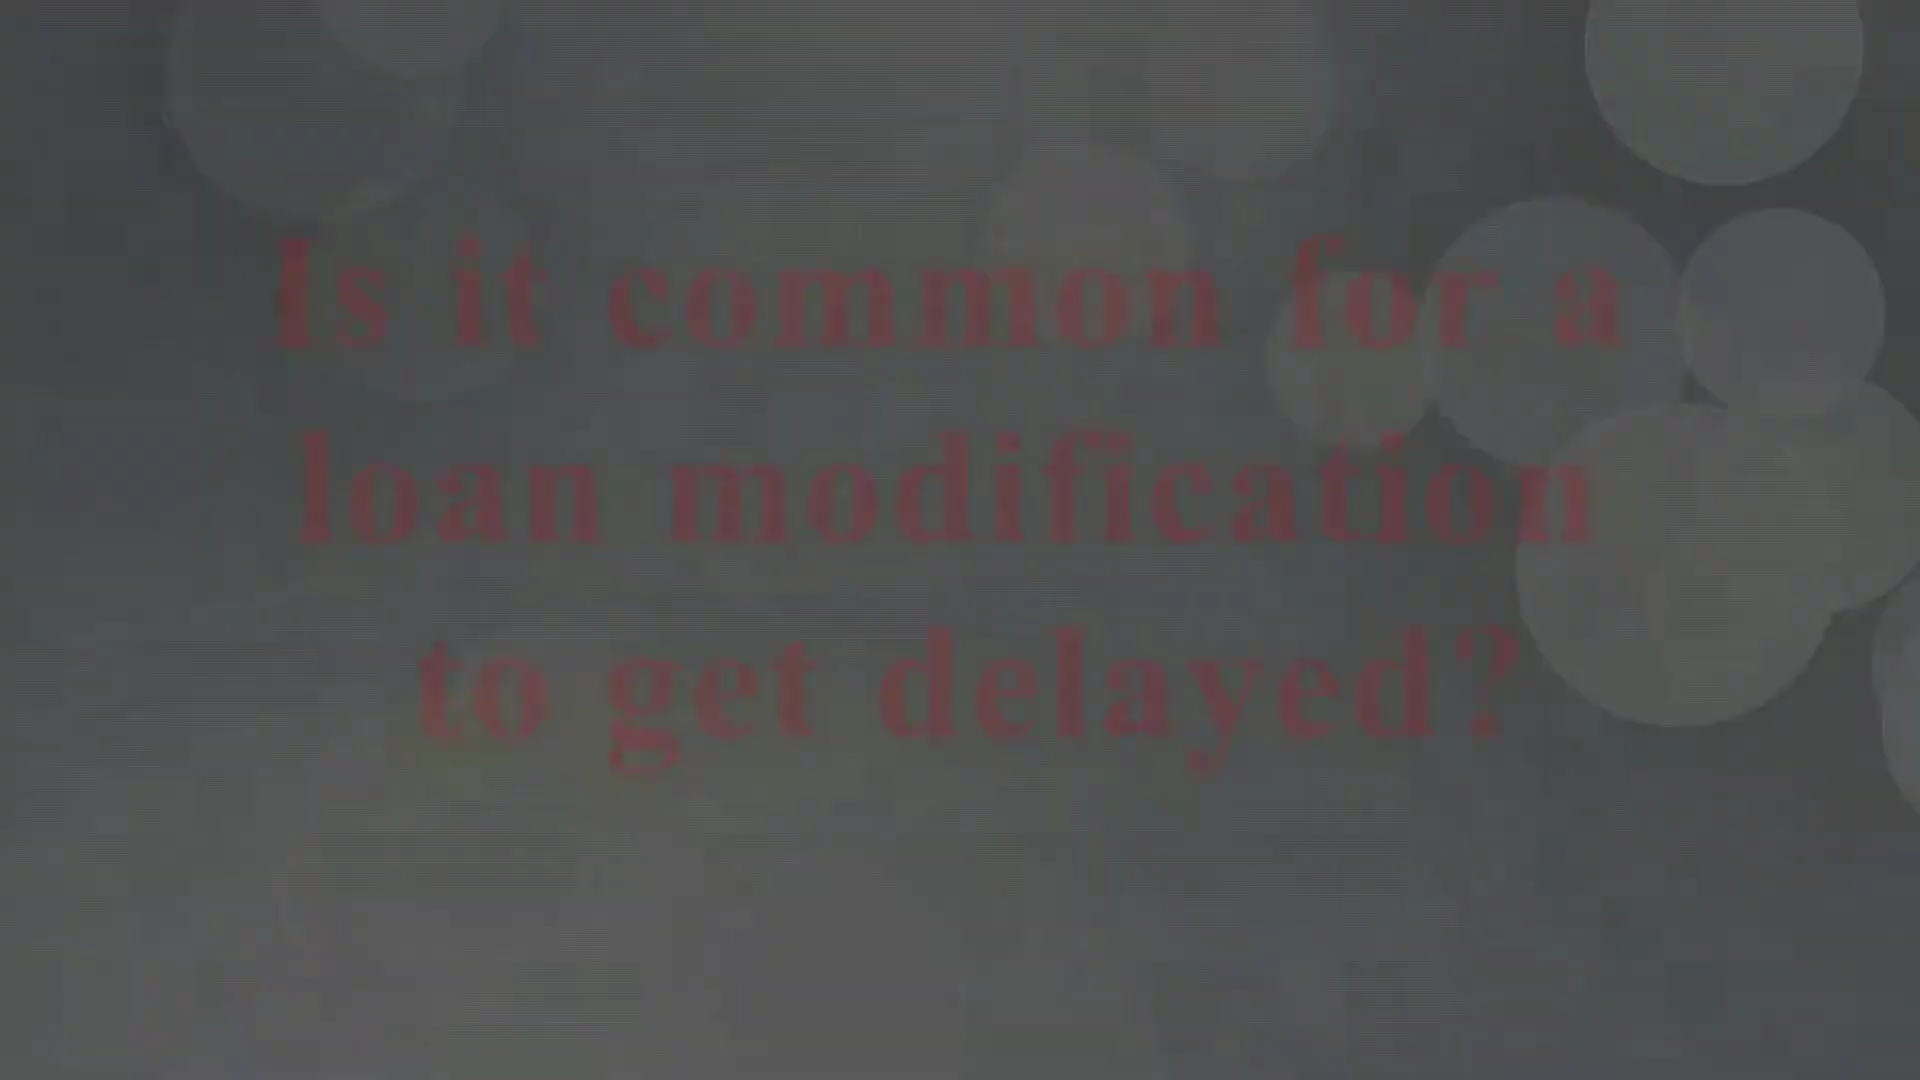 Is it common for a
loan modification
to get delayed?